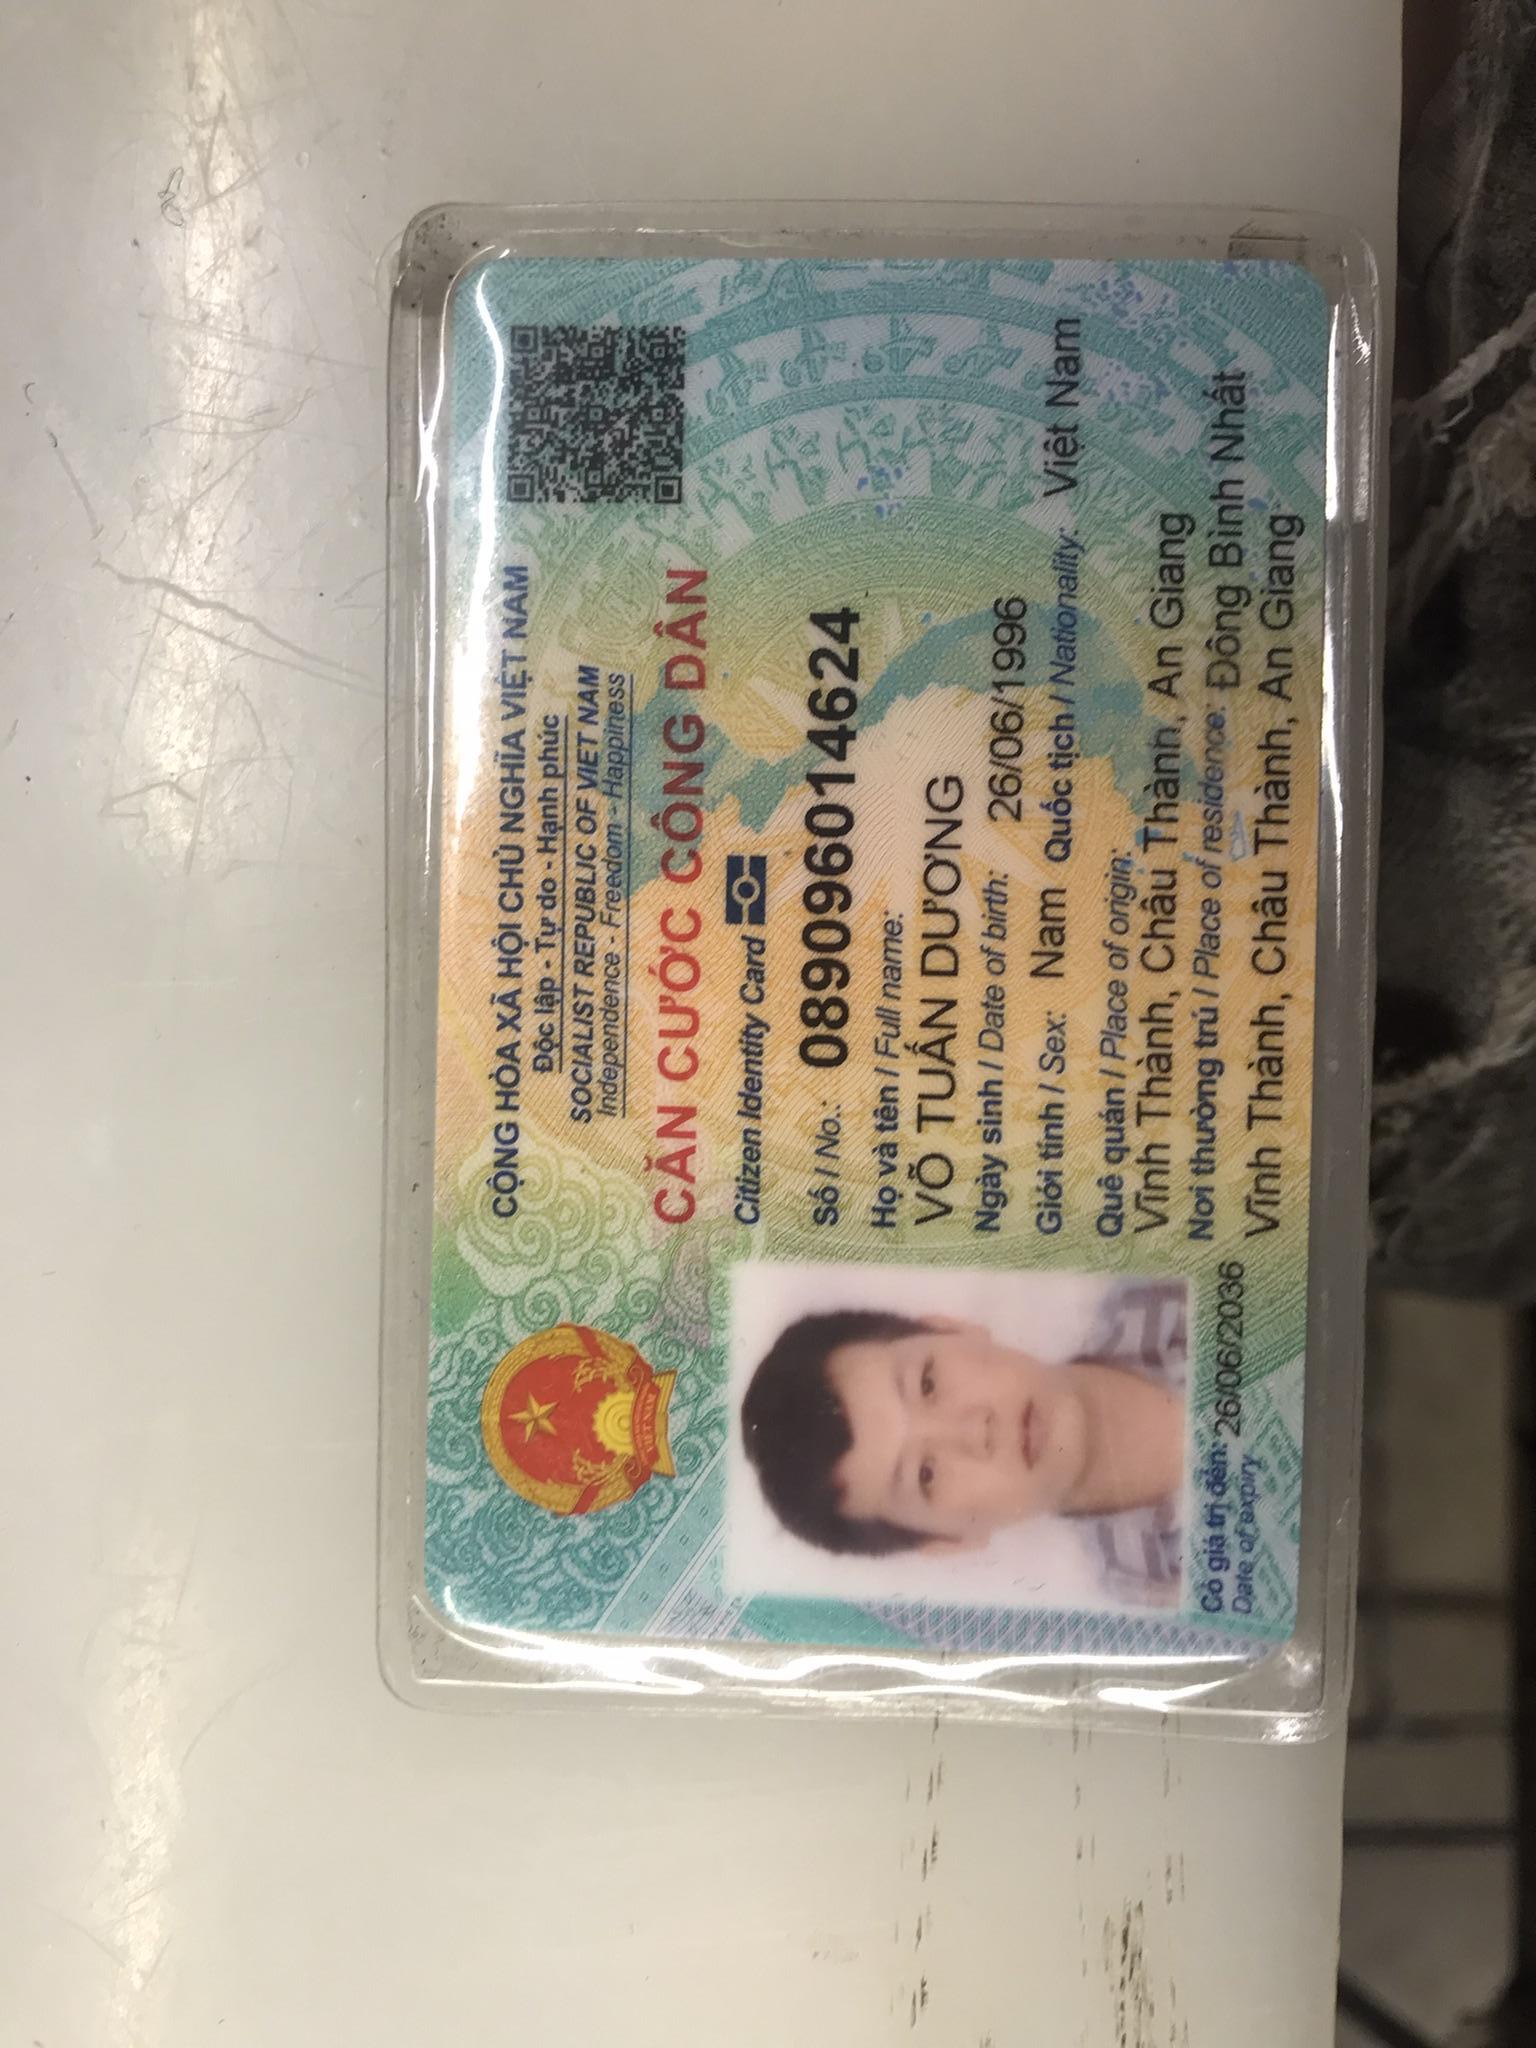 CỘNG HÒA XÃ HỘI CHỦ NGHĨA VIỆT NAM
Độc lập - Tự do - Hạnh phúc
SOCIALIST REPUBLIC OF VIET NAM
Independence - Freedom - Happiness
CĂN CƯỚC CÔNG DÂN
Citizen Identity Card
Số / No.: 089096014624
Họ và tên / Full name:
VÕ TUẤN DƯƠNG
Ngày sinh / Date of birth: 26/06/1996
Giới tính / Sex: Nam Quốc tịch / Nationality: Việt Nam
Quê quán / Place of origin:
Vĩnh Thành, Châu Thành, An Giang
Nơi thường trú / Place of residence: Đông Bình Nhất
Vĩnh Thành, Châu Thành, An Giang
Có giá trị đến: 26/06/2036
Date of expiry
VIỆT NAM